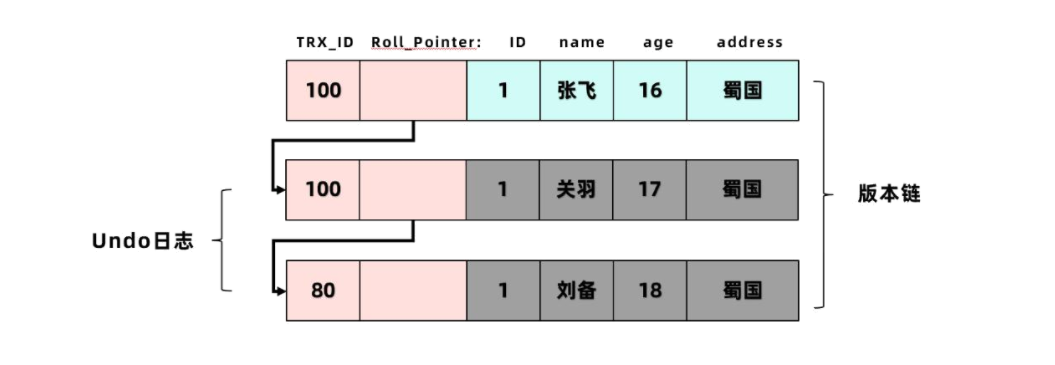 TRX_ID Roll_Pointer: ID name age address
100 1 张飞 16 蜀国
100 1 关羽 17 蜀国
版本链
Undo日志
80 1 刘备 18 蜀国